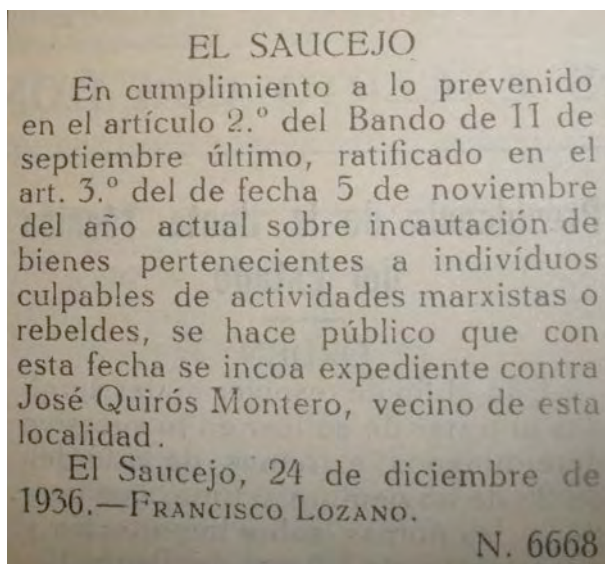 EL SAUCEJO
En cumplimiento a lo prevenido
en el artículo 2.º del Bando de 11 de
septiembre último, ratificado en el
art. 3.º del de fecha 5 de noviembre
del año actual sobre incautación de
bienes pertenecientes a indivíduos
culpables de actividades marxistas o
rebeldes, se hace público que con
esta fecha se incoa expediente contra
José Quirós Montero, vecino de esta
localidad.
El Saucejo, 24 de diciembre de
1936.—FRANCISCO LOZANO.
N. 6668